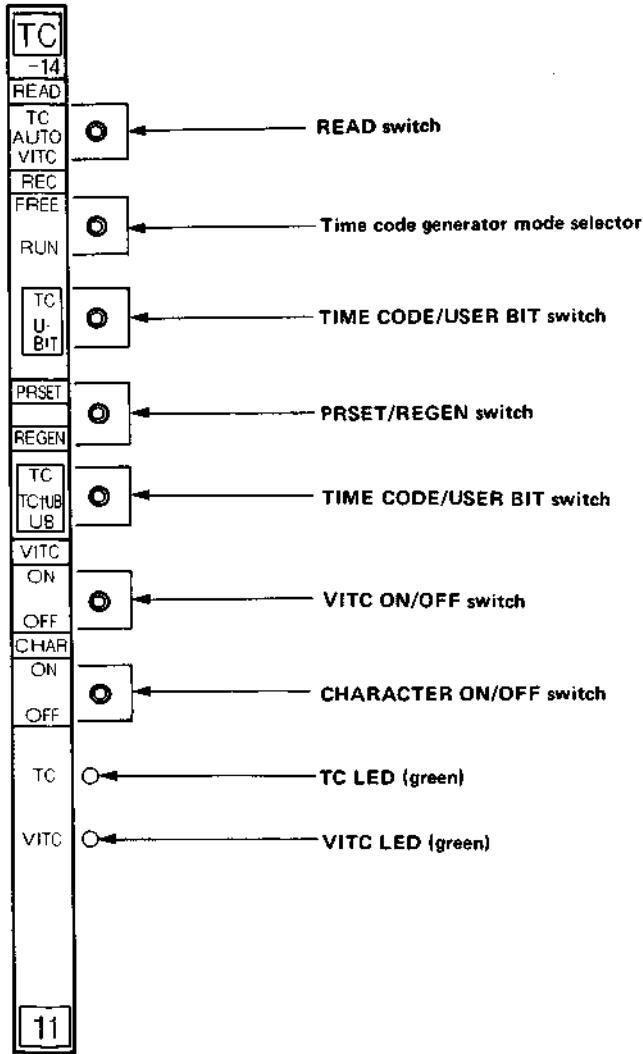 TC
-14
READ
TC
AUTO
VITC
READ switch
REC
FREE
RUN
Time code generator mode selector
TC
U-
BIT
TIME CODE/USER BIT switch
PRSET
REGEN
PRSET/REGEN switch
TC
TC+UB
UB
TIME CODE/USER BIT switch
VITC
ON
OFF
VITC ON/OFF switch
CHAR
ON
OFF
CHARACTER ON/OFF switch
TC
TC LED (green)
VITC
VITC LED (green)
11